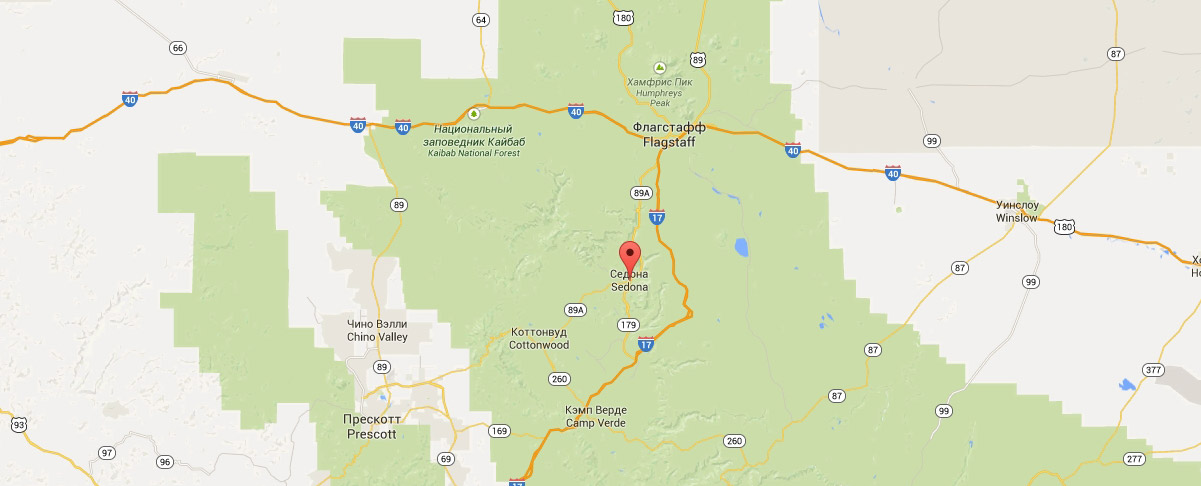 64
180
66
87
89
Хамфрис Пик
Humphreys
Peak
40
40
40
40
Национальный
заповедник Кайбаб
Kaibab National Forest
Флагстафф
Flagstaff
99
40
40
89A
89
17
Уинслоу
Winslow
180
Седона
Sedona
87
99
89A
Чино Вэлли
Chino Valley
179
Коттонвуд
Cottonwood
17
87
89
260
377
87
Кэмп Верде
Camp Verde
99
Прескотт
Prescott
93
169
260
97
96
69
277
17